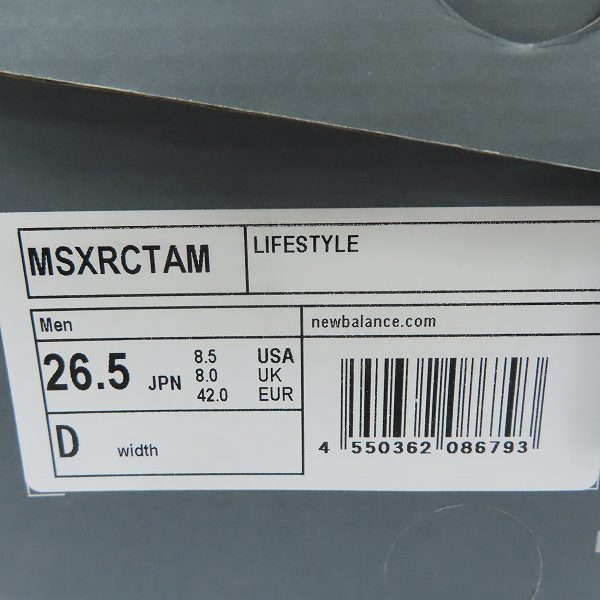 MSXRCTAM
LIFESTYLE
Men
newbalance.com
26.5 JPN
8.5 USA
8.0 UK
42.0 EUR
D width
4 550362 086793